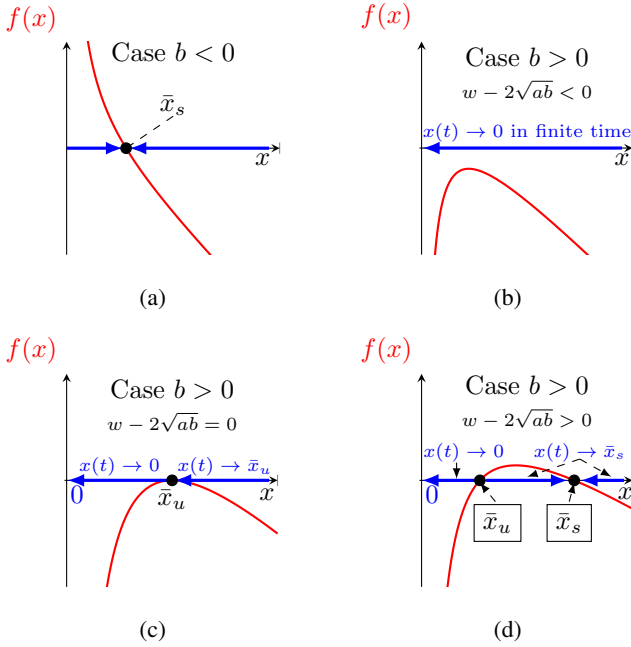 f(x)
Case b < 0
x̄_s
x
(a)
f(x)
Case b > 0
w − 2√ab < 0
x(t) → 0 in finite time
x
(b)
f(x)
Case b > 0
w − 2√ab = 0
x(t) → 0
x(t) → x̄_u
0
x̄_u
x
(c)
f(x)
Case b > 0
w − 2√ab > 0
x(t) → 0
x(t) → x̄_s
0
x
x̄_u
x̄_s
(d)